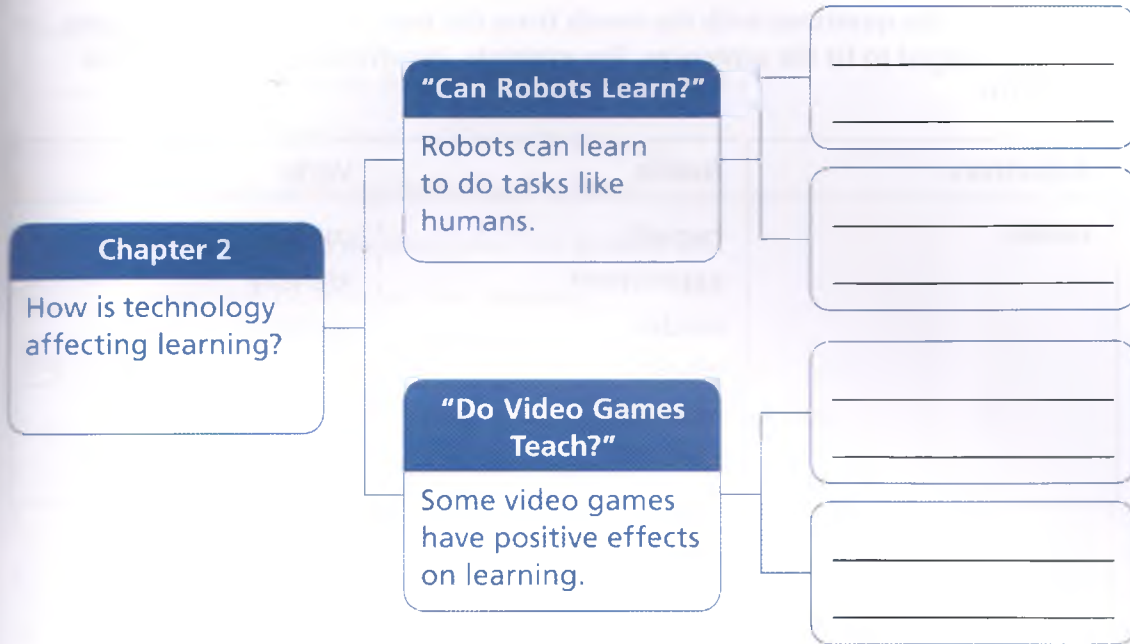 "Can Robots Learn?"
Robots can learn
to do tasks like
humans.
Chapter 2
How is technology
affecting learning?
"Do Video Games
Teach?"
Some video games
have positive effects
on learning.